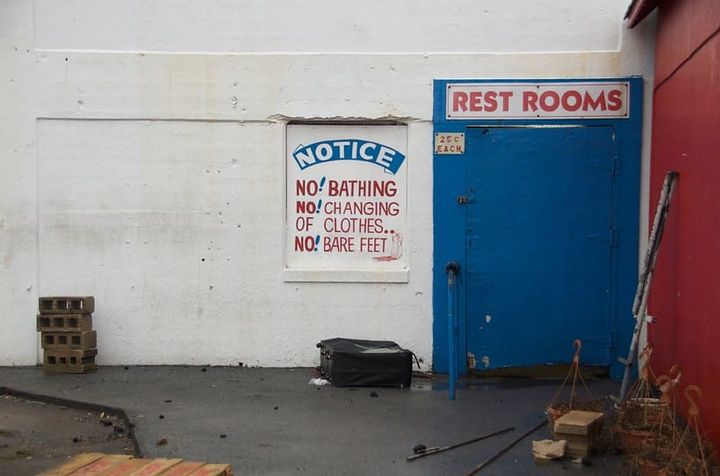 REST ROOMS
25¢
EACH
NOTICE
NO! BATHING
NO! CHANGING
OF CLOTHES..
NO! BARE FEET